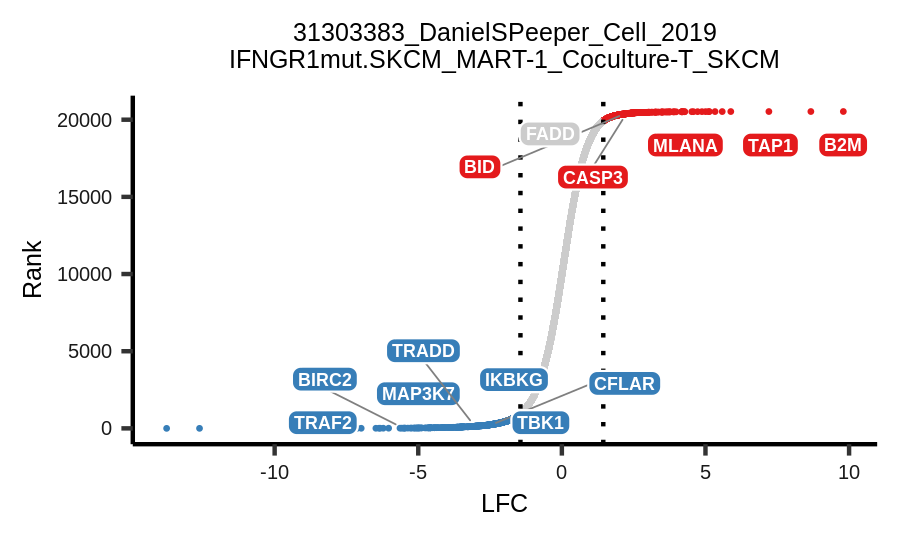 31303383_DanielSPeeper_Cell_2019
IFNGR1mut.SKCM_MART-1_Coculture-T_SKCM
20000
FADD
MLANA
TAP1
B2M
BID
CASP3
15000
Rank
10000
TRADD
5000
BIRC2
IKBKG
CFLAR
MAP3K7
TRAF2
TBK1
0
-10
-5
0
5
10
LFC